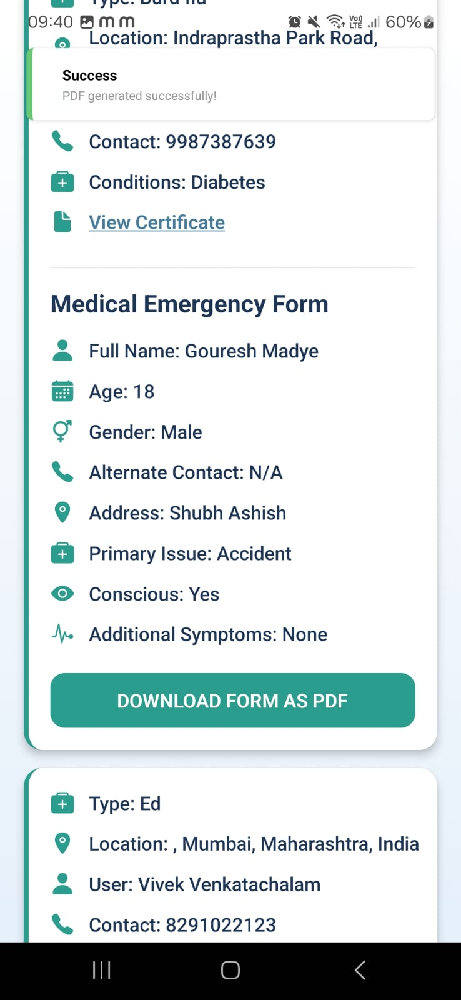 09:40 m m Vo)) LTE 60%
Location: Indraprastha Park Road,
Success
PDF generated successfully!
Contact: 9987387639
Conditions: Diabetes
View Certificate
Medical Emergency Form
Full Name: Gouresh Madye
Age: 18
Gender: Male
Alternate Contact: N/A
Address: Shubh Ashish
Primary Issue: Accident
Conscious: Yes
Additional Symptoms: None
DOWNLOAD FORM AS PDF
Type: Ed
Location: , Mumbai, Maharashtra, India
User: Vivek Venkatachalam
Contact: 8291022123